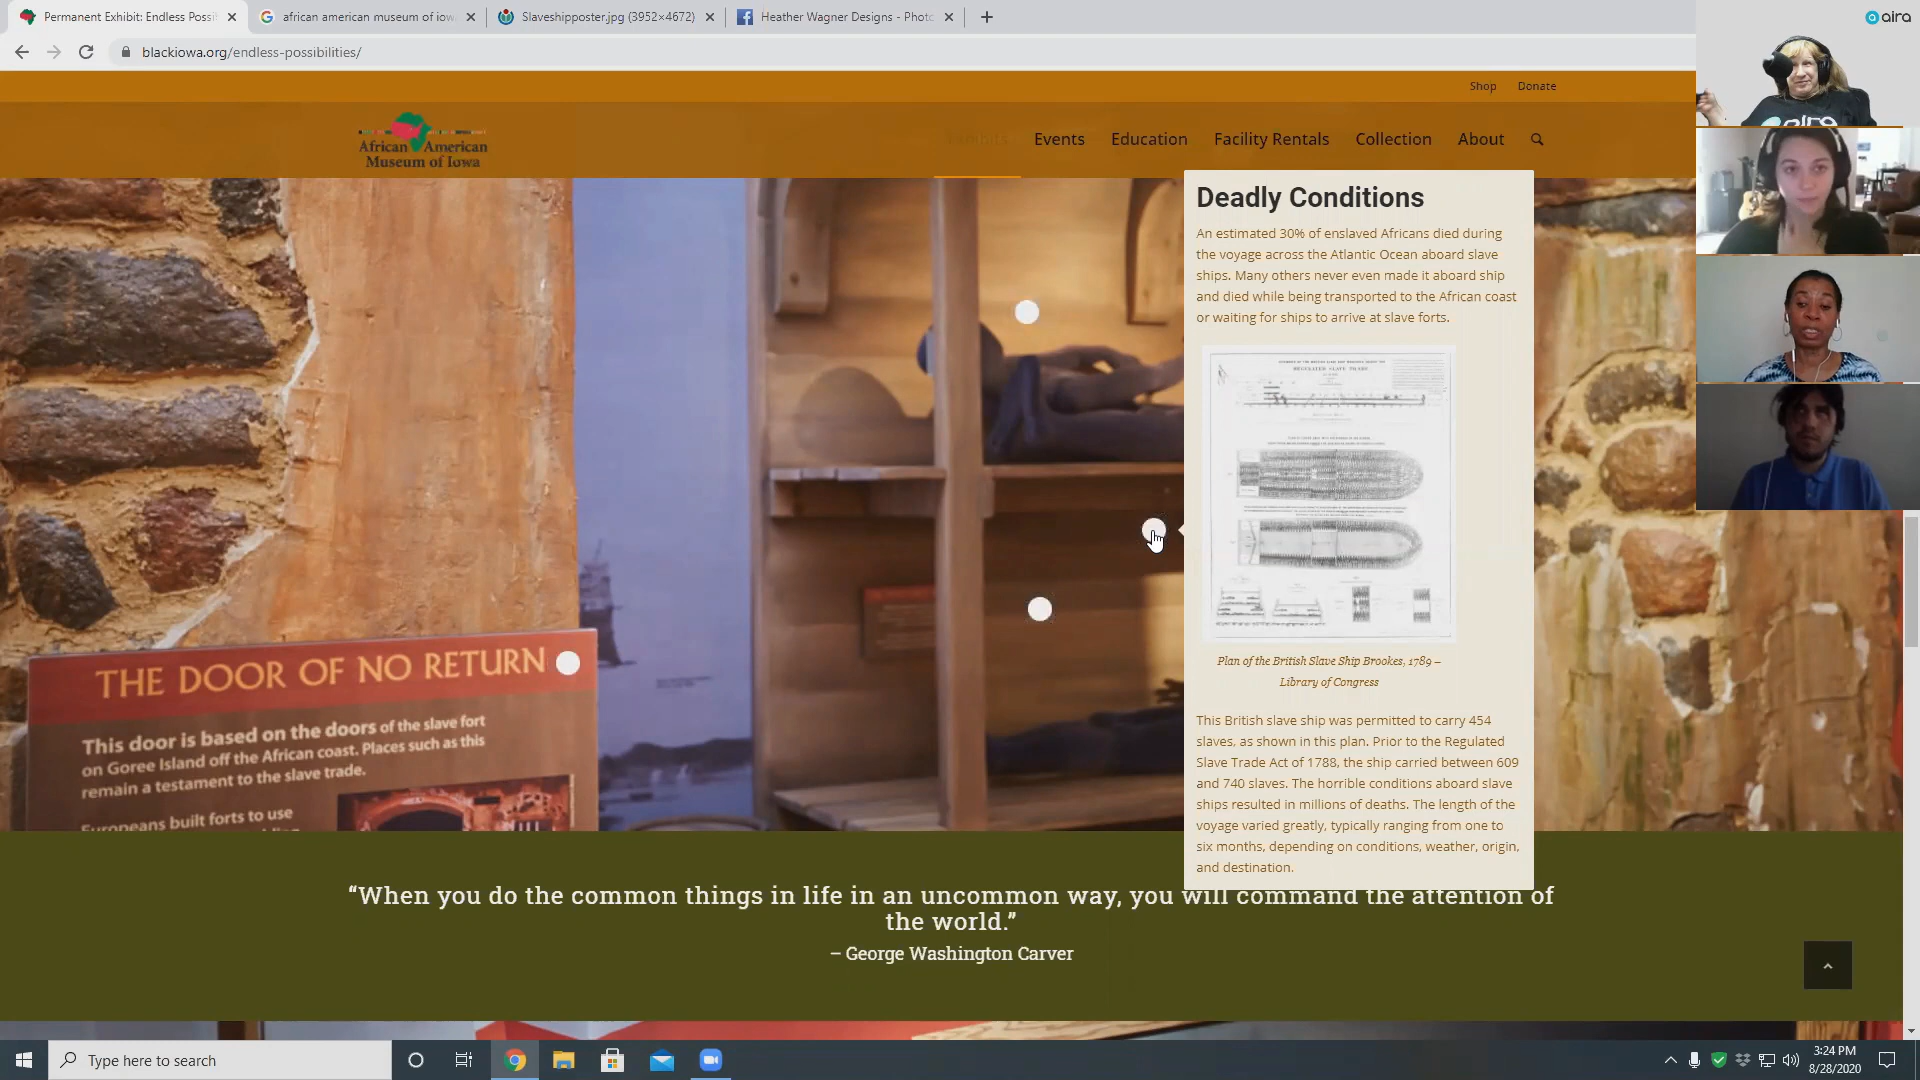 Permanent Exhibit: Endless Possi
african american museum of iow
Slaveshipposter.jpg (3952×4672)
Heather Wagner Designs - Photo
blackiowa.org/endless-possibilities/
aira
Shop
Donate
African American
Museum of Iowa
Exhibits
Events
Education
Facility Rentals
Collection
About
Deadly Conditions
An estimated 30% of enslaved Africans died during
the voyage across the Atlantic Ocean aboard slave
ships. Many others never even made it aboard ship
and died while being transported to the African coast
or waiting for ships to arrive at slave forts.
REGULATED SLAVE TRADE
Plan of the British Slave Ship Brookes, 1789 –
Library of Congress
This British slave ship was permitted to carry 454
slaves, as shown in this plan. Prior to the Regulated
Slave Trade Act of 1788, the ship carried between 609
and 740 slaves. The horrible conditions aboard slave
ships resulted in millions of deaths. The length of the
voyage varied greatly, typically ranging from one to
six months, depending on conditions, weather, origin,
and destination.
THE DOOR OF NO RETURN
This door is based on the doors of the slave fort
on Goree Island off the African coast. Places such as this
remain a testament to the slave trade.
Europeans built forts to use
“When you do the common things in life in an uncommon way, you will command the attention of
the world.”
– George Washington Carver
Type here to search
3:24 PM
8/28/2020